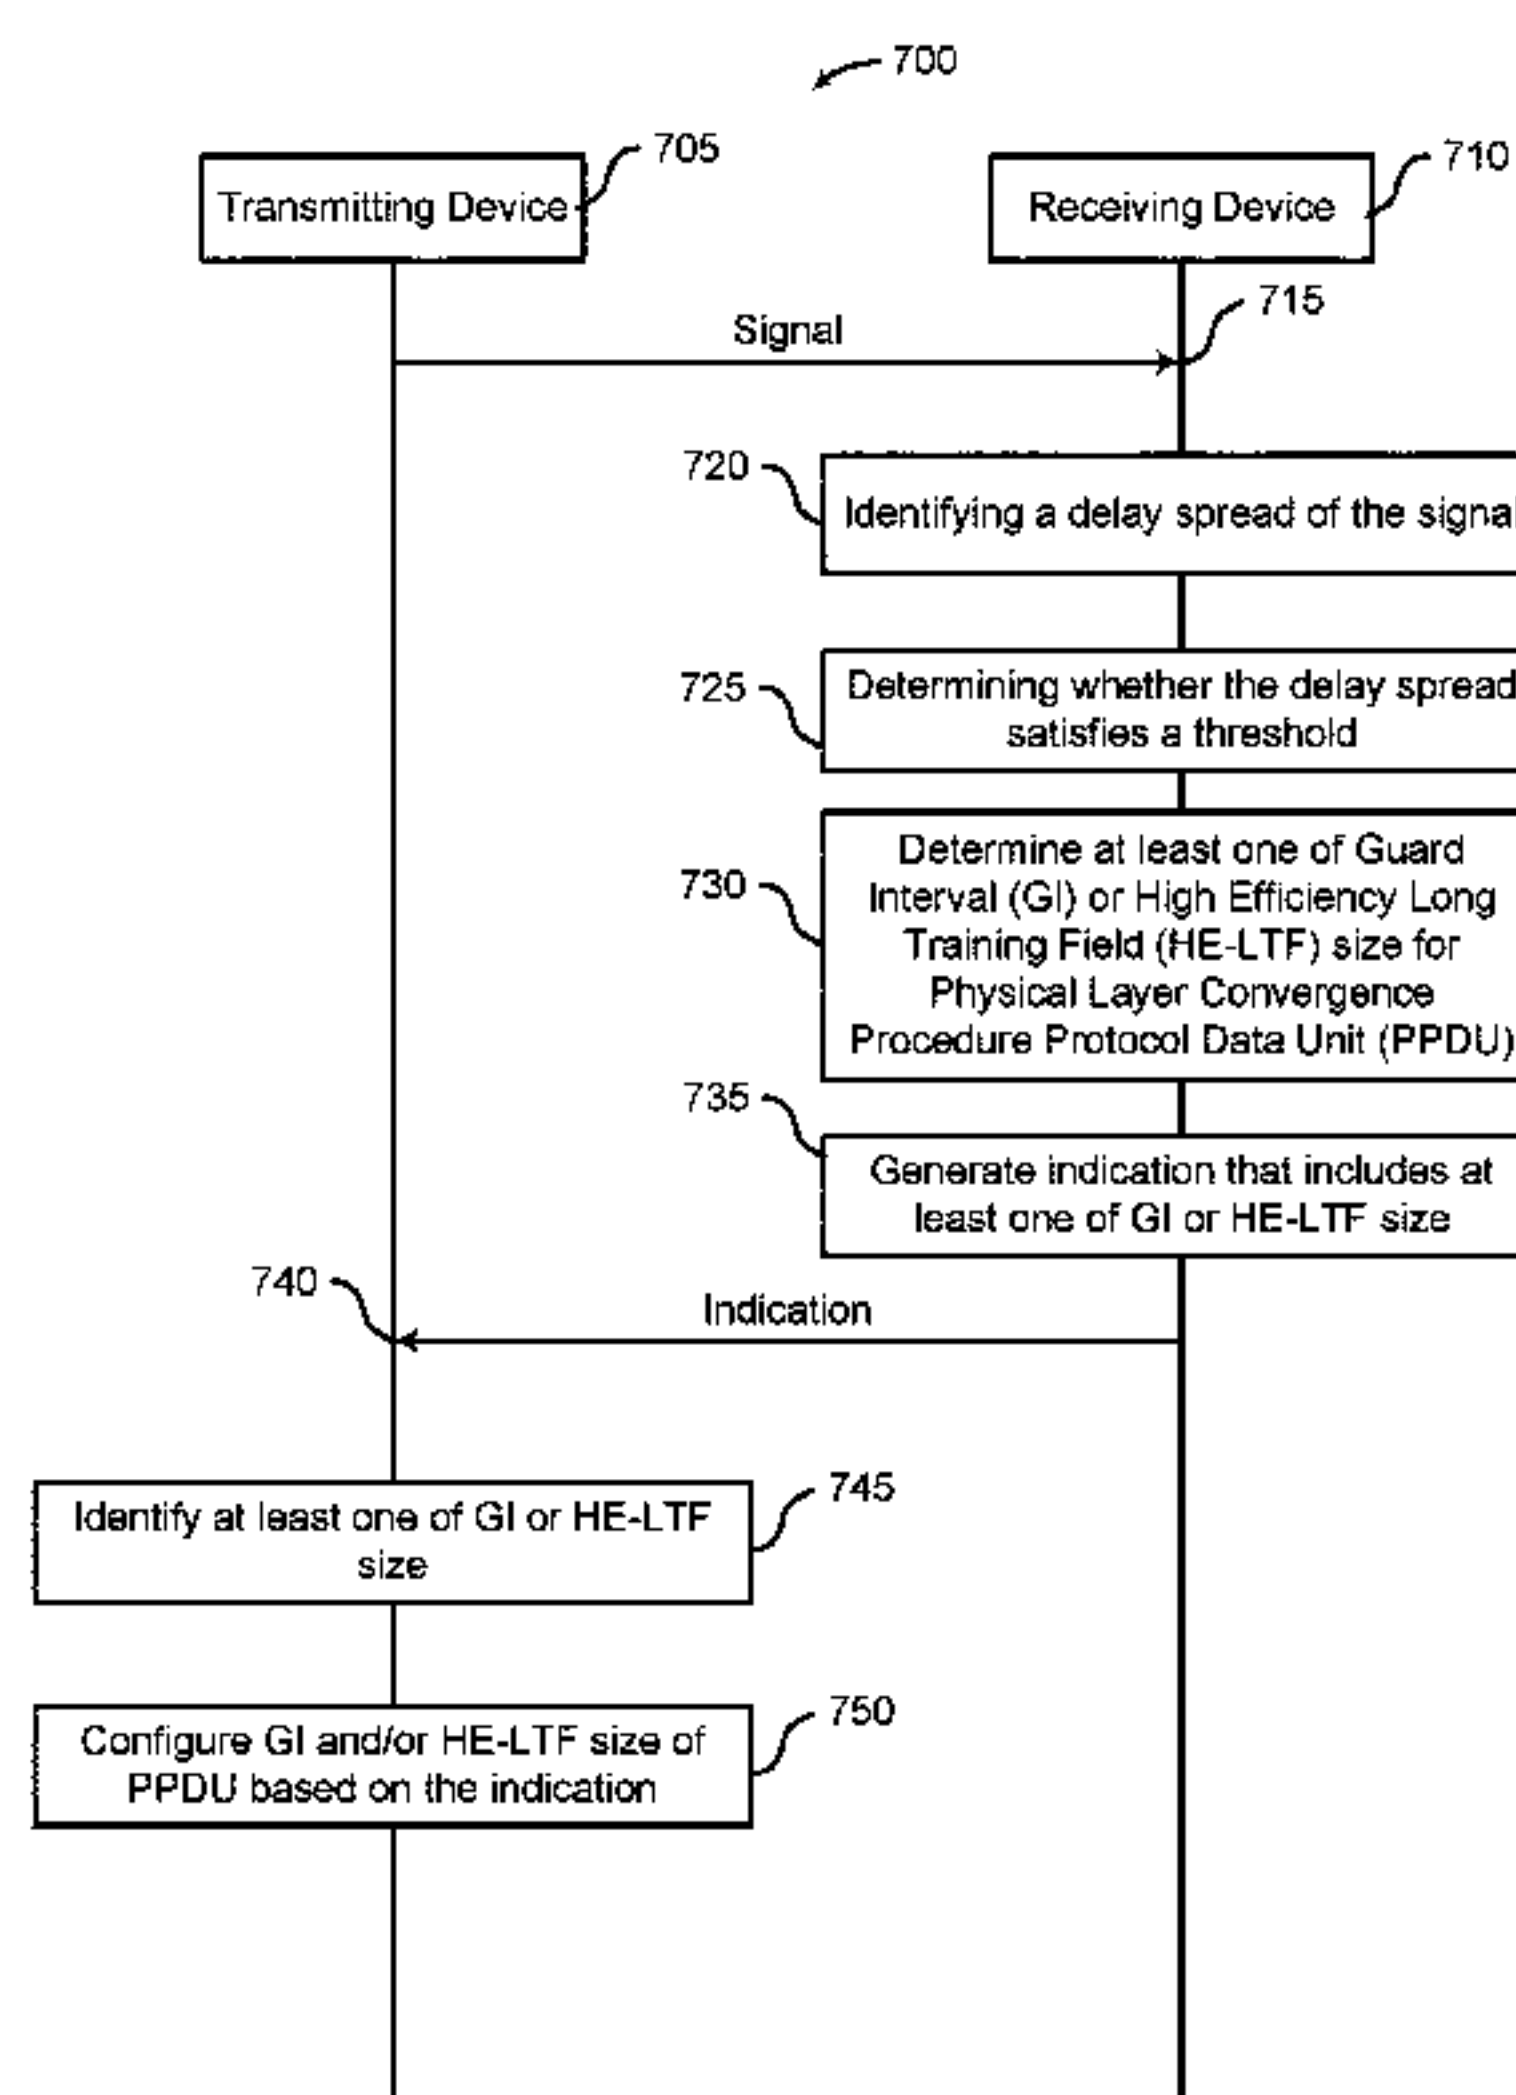 700
705
710
Transmitting Device
Receiving Device
715
Signal
720
Identifying a delay spread of the signal
725
Determining whether the delay spread
satisfies a threshold
730
Determine at least one of Guard
Interval (GI) or High Efficiency Long
Training Field (HE-LTF) size for
Physical Layer Convergence
Procedure Protocol Data Unit (PPDU)
735
Generate indication that includes at
least one of GI or HE-LTF size
740
Indication
745
Identify at least one of GI or HE-LTF
size
750
Configure GI and/or HE-LTF size of
PPDU based on the indication